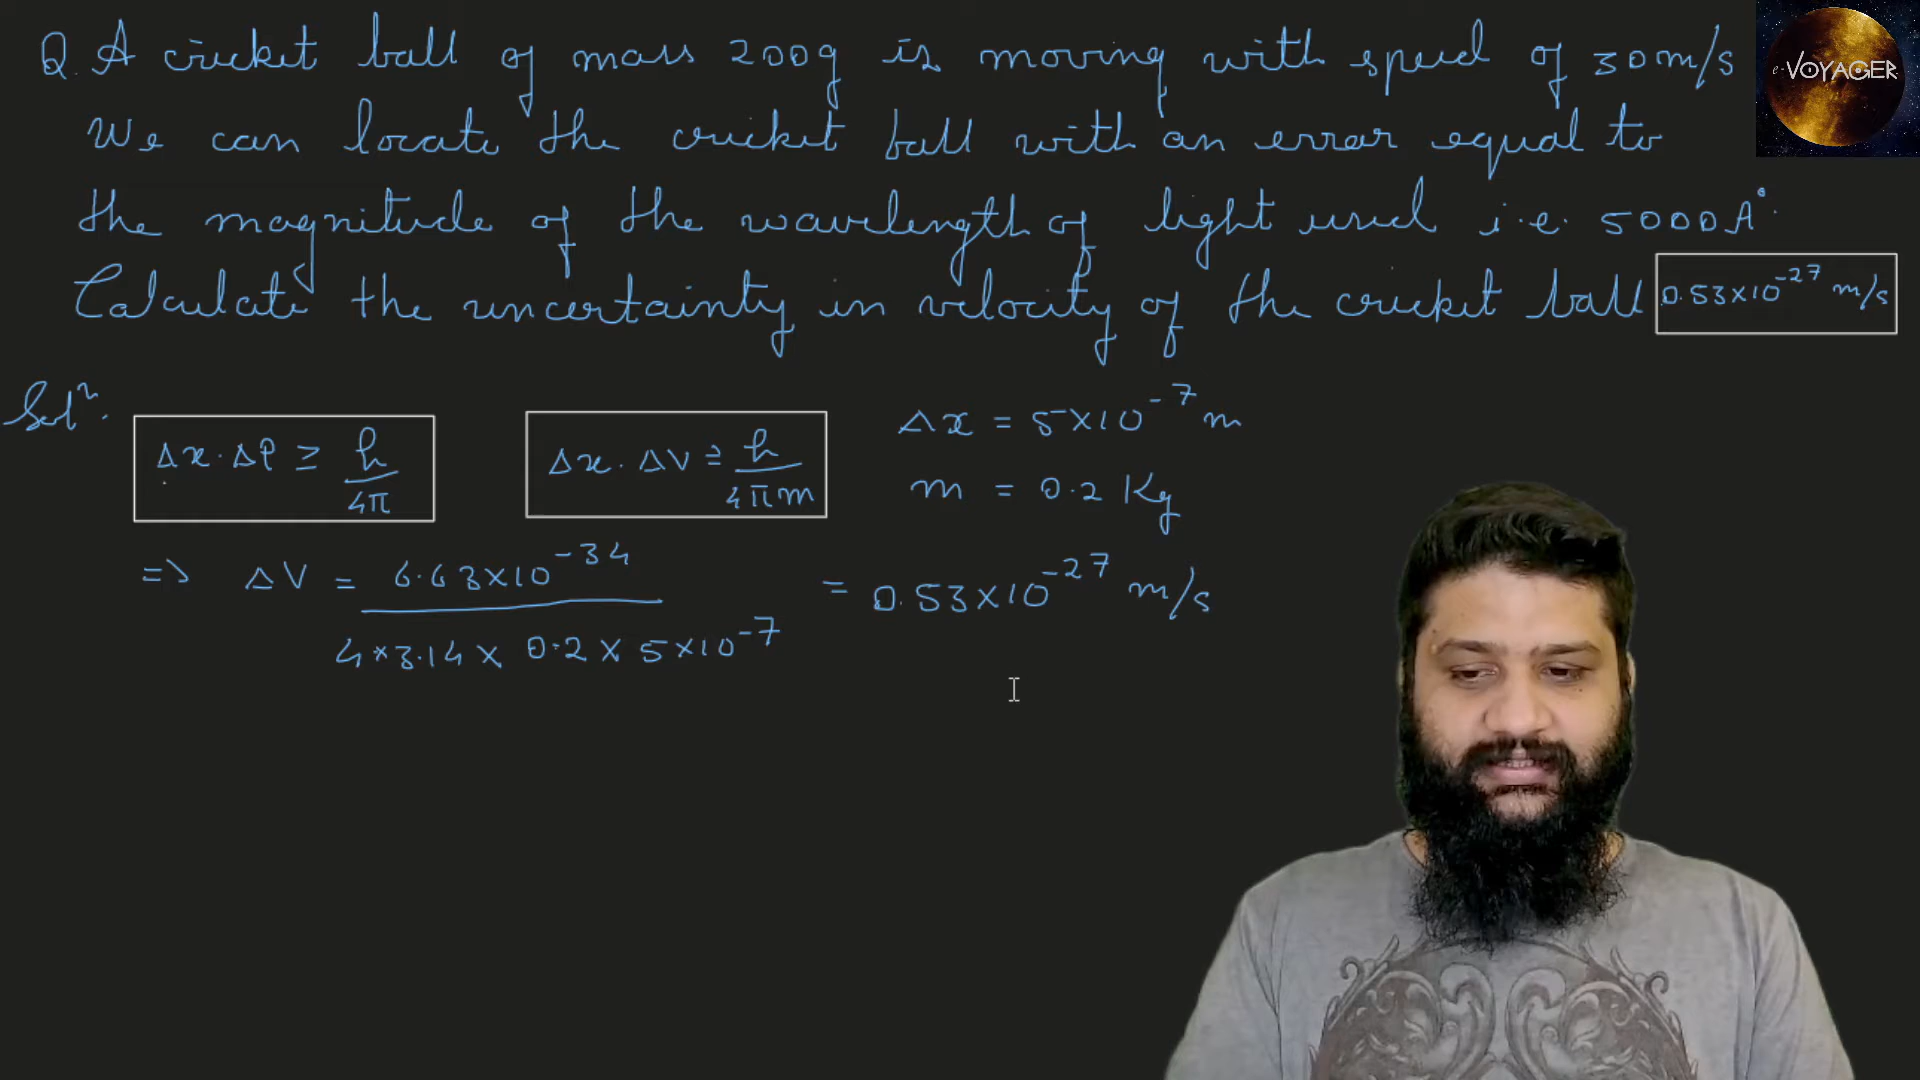 Q. A cricket ball of mass 200g is moving with speed of 30m/s
We can locate the cricket ball with an error equal to
the magnitude of the wavelength of light used i.e. 5000A°.
Calculate the uncertainty in velocity of the cricket ball 0.53×10⁻²⁷ m/s
Solⁿ.
Δx·ΔP ≥ h/4π
Δx·ΔV ≥ h/4πm
Δx = 5×10⁻⁷ m
m = 0.2 Kg
=> ΔV = 6.63×10⁻³⁴ / 4×3.14× 0.2× 5×10⁻⁷ = 0.53×10⁻²⁷ m/s
e-VOYAGER